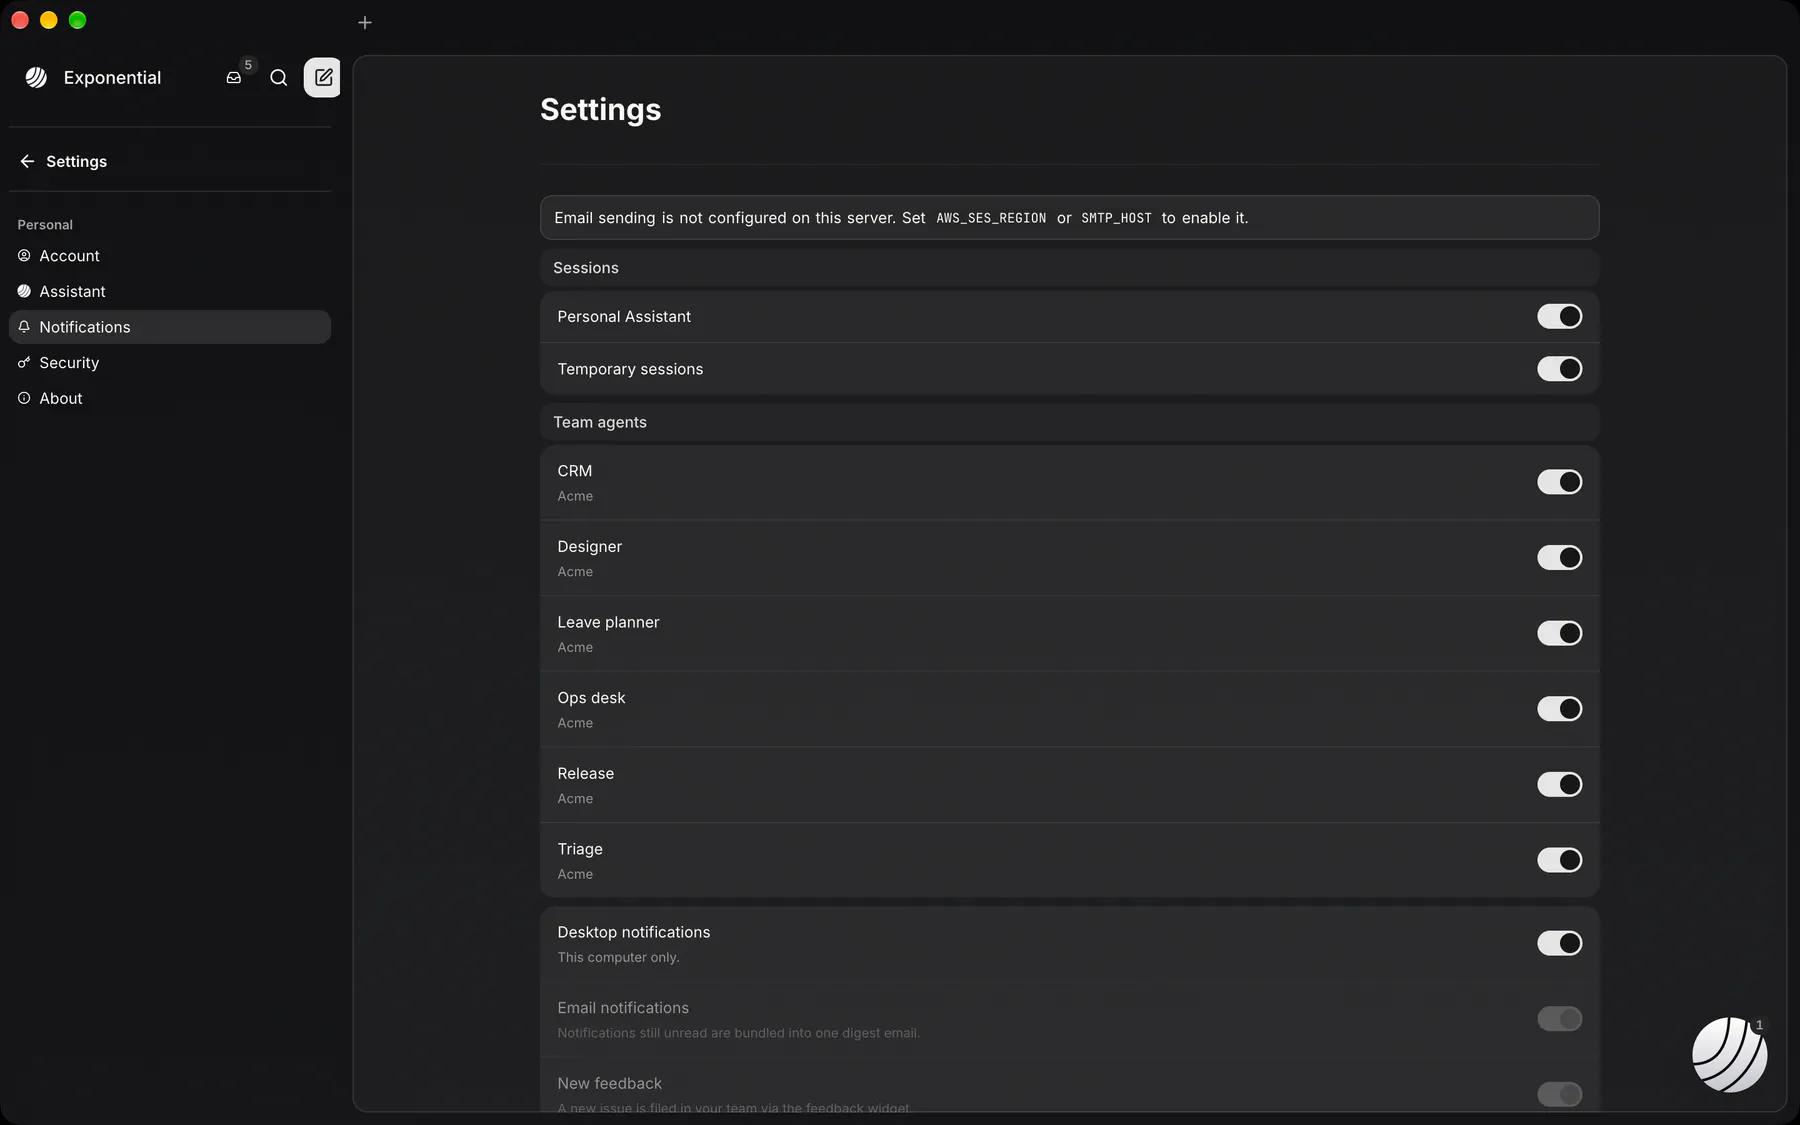 Exponential
5
Settings
Personal
Account
Assistant
Notifications
Security
About
Settings
Email sending is not configured on this server. Set AWS_SES_REGION or SMTP_HOST to enable it.
Sessions
Personal Assistant
Temporary sessions
Team agents
CRM
Acme
Designer
Acme
Leave planner
Acme
Ops desk
Acme
Release
Acme
Triage
Acme
Desktop notifications
This computer only.
Email notifications
Notifications still unread are bundled into one digest email.
New feedback
A new issue is filed in your team via the feedback widget.
1